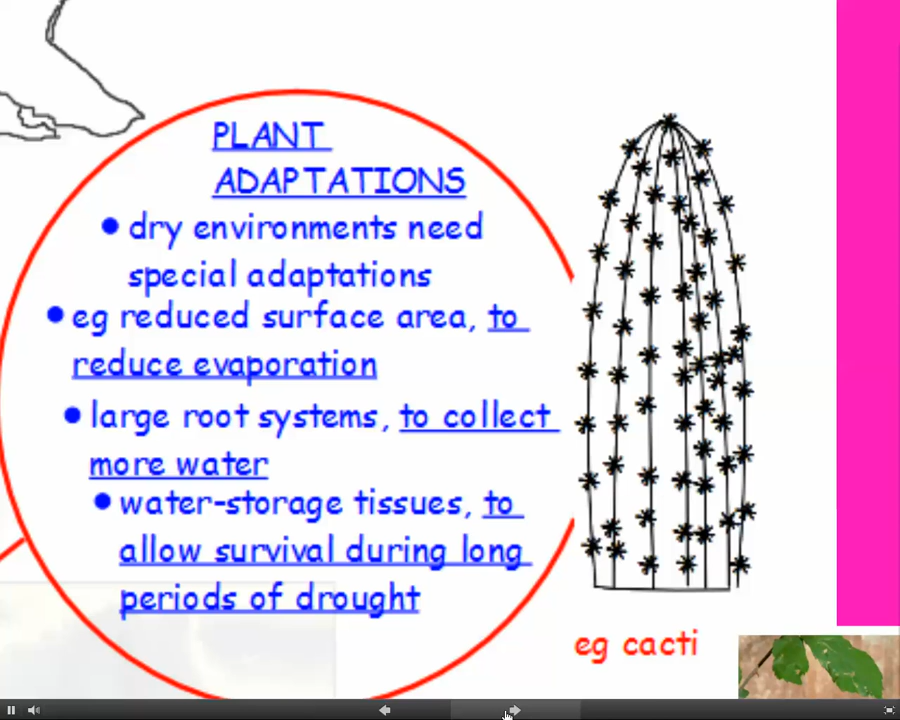 PLANT
ADAPTATIONS
• dry environments need
special adaptations
• eg reduced surface area, to
reduce evaporation
• large root systems, to collect
more water
• water-storage tissues, to
allow survival during long
periods of drought
eg cacti